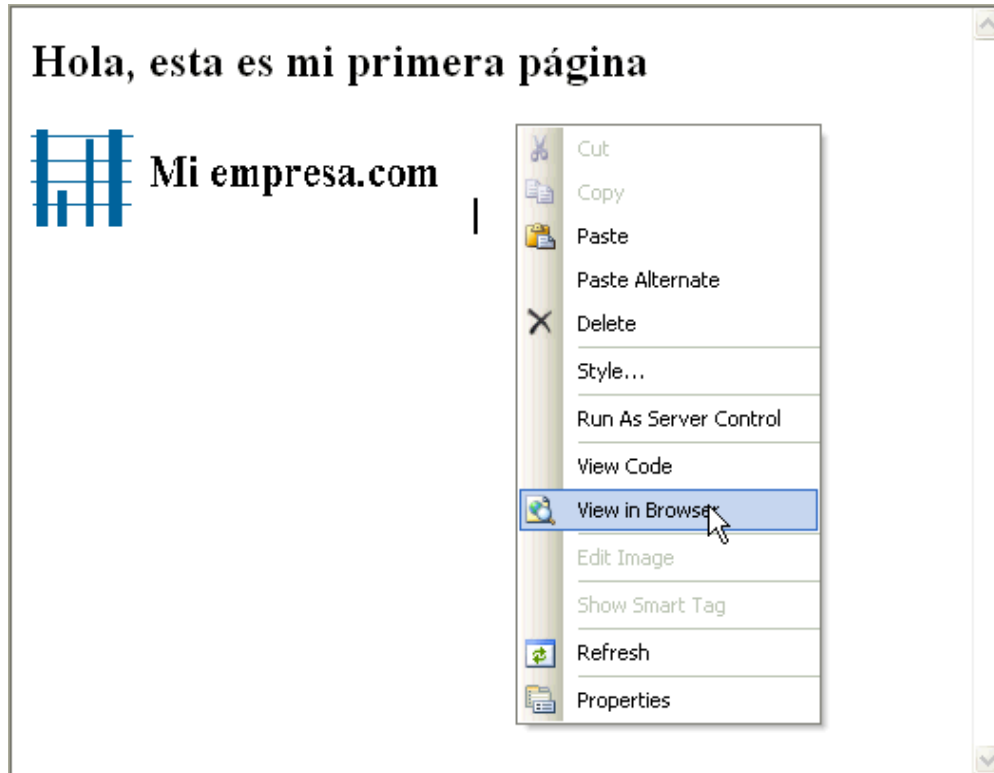 Hola, esta es mi primera página
Mi empresa.com
Cut
Copy
Paste
Paste Alternate
Delete
Style...
Run As Server Control
View Code
View in Browser
Edit Image
Show Smart Tag
Refresh
Properties